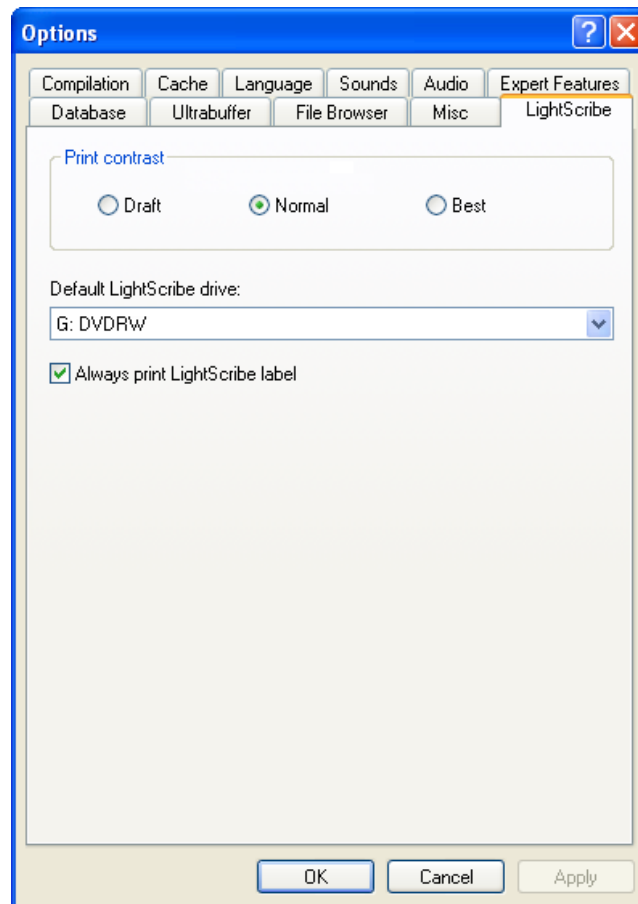 Options
Compilation Cache Language Sounds Audio Expert Features
Database Ultrabuffer File Browser Misc LightScribe
Print contrast
Draft Normal Best
Default LightScribe drive:
G: DVDRW
Always print LightScribe label
OK Cancel Apply